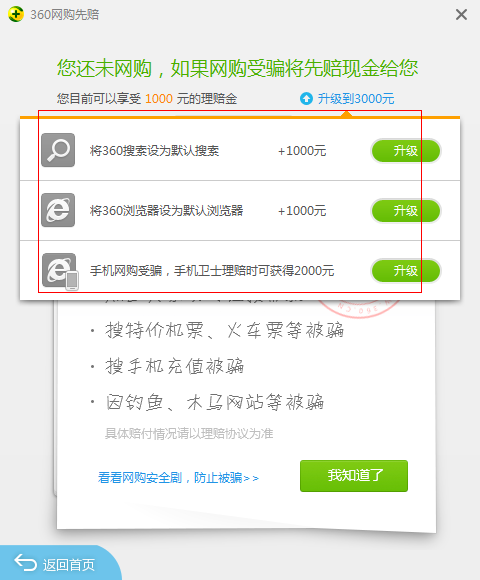 360网购先赔
您还未网购，如果网购受骗将先赔现金给您
您目前可以享受 1000 元的理赔金 升级到3000元
将360搜索设为默认搜索 +1000元 升级
将360浏览器设为默认浏览器 +1000元 升级
手机网购受骗，手机卫士理赔时可获得2000元 升级
· 搜特价机票、火车票等被骗
· 搜手机充值被骗
· 因钓鱼、木马网站等被骗
具体赔付情况请以理赔协议为准
看看网购安全剧，防止被骗>> 我知道了
返回首页